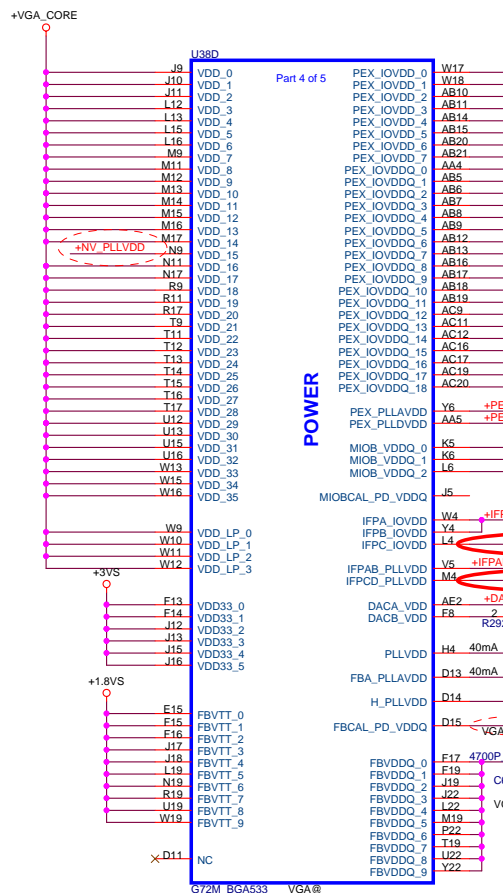 +VGA_CORE
U38D
Part 4 of 5
POWER
J9 VDD_0
J10 VDD_1
J11 VDD_2
L12 VDD_3
L13 VDD_4
L15 VDD_5
L16 VDD_6
M9 VDD_7
M11 VDD_8
M12 VDD_9
M13 VDD_10
M14 VDD_11
M15 VDD_12
M16 VDD_13
M17 VDD_14
+NV_PLLVDD
N9 VDD_15
N11 VDD_16
N17 VDD_17
R9 VDD_18
R11 VDD_19
R17 VDD_20
T9 VDD_21
T11 VDD_22
T12 VDD_23
T13 VDD_24
T14 VDD_25
T15 VDD_26
T16 VDD_27
T17 VDD_28
U12 VDD_29
U13 VDD_30
U15 VDD_31
U16 VDD_32
W13 VDD_33
W15 VDD_34
W16 VDD_35
W9 VDD_LP_0
W10 VDD_LP_1
W11 VDD_LP_2
W12 VDD_LP_3
+3VS
F13 VDD33_0
F14 VDD33_1
J12 VDD33_2
J13 VDD33_3
J15 VDD33_4
J16 VDD33_5
+1.8VS
E15 FBVTT_0
F15 FBVTT_1
F16 FBVTT_2
J17 FBVTT_3
J18 FBVTT_4
L19 FBVTT_5
N19 FBVTT_6
R19 FBVTT_7
U19 FBVTT_8
W19 FBVTT_9
D11 NC
PEX_IOVDD_0 W17
PEX_IOVDD_1 W18
PEX_IOVDD_2 AB10
PEX_IOVDD_3 AB11
PEX_IOVDD_4 AB14
PEX_IOVDD_5 AB15
PEX_IOVDD_6 AB20
PEX_IOVDD_7 AB21
PEX_IOVDDQ_0 AA4
PEX_IOVDDQ_1 AB5
PEX_IOVDDQ_2 AB6
PEX_IOVDDQ_3 AB7
PEX_IOVDDQ_4 AB8
PEX_IOVDDQ_5 AB9
PEX_IOVDDQ_6 AB12
PEX_IOVDDQ_7 AB13
PEX_IOVDDQ_8 AB16
PEX_IOVDDQ_9 AB17
PEX_IOVDDQ_10 AB18
PEX_IOVDDQ_11 AB19
PEX_IOVDDQ_12 AC9
PEX_IOVDDQ_13 AC11
PEX_IOVDDQ_14 AC12
PEX_IOVDDQ_15 AC16
PEX_IOVDDQ_16 AC17
PEX_IOVDDQ_17 AC19
PEX_IOVDDQ_18 AC20
PEX_PLLAVDD Y6 +PE
PEX_PLLDVDD AA5 +PE
MIOB_VDDQ_0 K5
MIOB_VDDQ_1 K6
MIOB_VDDQ_2 L6
MIOBCAL_PD_VDDQ J5
IFPA_IOVDD W4 +IFP
IFPB_IOVDD Y4
IFPC_IOVDD L4
IFPAB_PLLVDD V5 +IFPA
IFPCD_PLLVDD M4
DACA_VDD AE2 +DA
DACB_VDD F8 2
R29
PLLVDD H4 40mA
FBA_PLLAVDD D13 40mA
H_PLLVDD D14
FBCAL_PD_VDDQ D15
VGA
4700P
FBVDDQ_0 F17
FBVDDQ_1 F19
FBVDDQ_2 J19
FBVDDQ_3 J22
FBVDDQ_4 L22
FBVDDQ_5 M19
FBVDDQ_6 P22
FBVDDQ_7 T19
FBVDDQ_8 U22
FBVDDQ_9 Y22
G72M_BGA533 VGA@